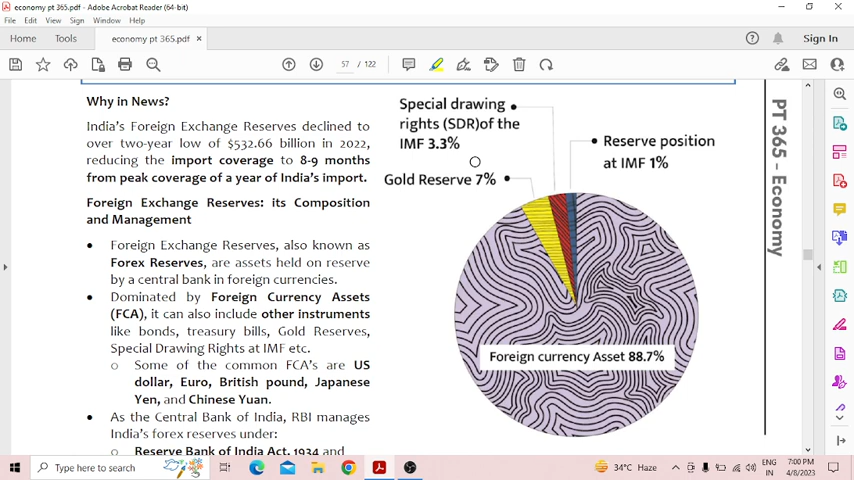 economy pt 365.pdf - Adobe Acrobat Reader (64-bit)
File Edit View Sign Window Help
Home Tools economy pt 365.pdf × Sign In
57 / 122
Why in News?
India's Foreign Exchange Reserves declined to
over two-year low of $532.66 billion in 2022,
reducing the import coverage to 8-9 months
from peak coverage of a year of India's import.
Foreign Exchange Reserves: its Composition
and Management
• Foreign Exchange Reserves, also known as
Forex Reserves, are assets held on reserve
by a central bank in foreign currencies.
• Dominated by Foreign Currency Assets
(FCA), it can also include other instruments
like bonds, treasury bills, Gold Reserves,
Special Drawing Rights at IMF etc.
o Some of the common FCA's are US
dollar, Euro, British pound, Japanese
Yen, and Chinese Yuan.
• As the Central Bank of India, RBI manages
India's forex reserves under:
o Reserve Bank of India Act, 1934 and
Special drawing
rights (SDR)of the
IMF 3.3%
Gold Reserve 7%
Reserve position
at IMF 1%
Foreign currency Asset 88.7%
PT 365 - Economy
Type here to search
34°C Haze
ENG
IN
7:00 PM
4/8/2023